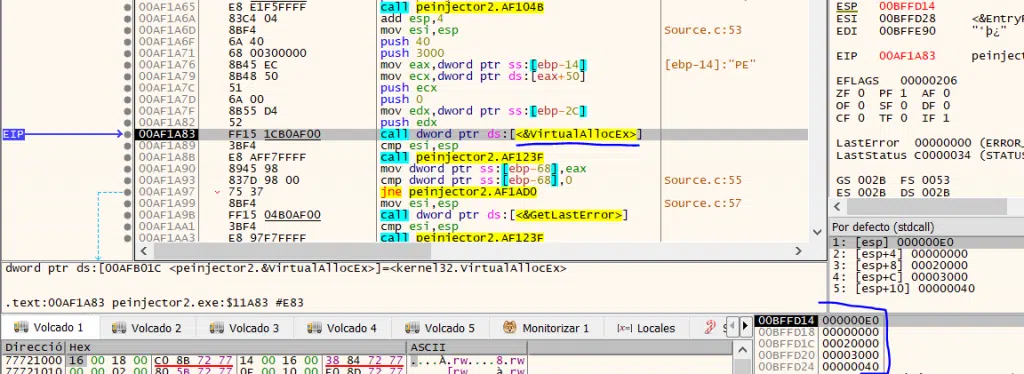 00AF1A65 E8 E1F5FFFF call peinjector2.AF104B
00AF1A6A 83C4 04 add esp,4
00AF1A6D 8BF4 mov esi,esp Source.c:53
00AF1A6F 6A 40 push 40
00AF1A71 68 00300000 push 3000
00AF1A76 8B45 EC mov eax,dword ptr ss:[ebp-14] [ebp-14]:"PE"
00AF1A79 8B48 50 mov ecx,dword ptr ds:[eax+50]
00AF1A7C 51 push ecx
00AF1A7D 6A 00 push 0
00AF1A7F 8B55 D4 mov edx,dword ptr ss:[ebp-2C]
00AF1A82 52 push edx
EIP 00AF1A83 FF15 1CB0AF00 call dword ptr ds:[<&VirtualAllocEx>]
00AF1A89 3BF4 cmp esi,esp
00AF1A8B E8 AFF7FFFF call peinjector2.AF123F
00AF1A90 8945 98 mov dword ptr ss:[ebp-68],eax
00AF1A93 837D 98 00 cmp dword ptr ss:[ebp-68],0 Source.c:55
00AF1A97 75 37 jne peinjector2.AF1AD0
00AF1A99 8BF4 mov esi,esp Source.c:57
00AF1A9B FF15 04B0AF00 call dword ptr ds:[<&GetLastError>]
00AF1AA1 3BF4 cmp esi,esp
00AF1AA3 E8 97F7FFFF call peinjector2.AF123F
ESP 00BFFD14
ESI 00BFFD28 <&EntryP
EDI 00BFFE90 "'þ¿"
EIP 00AF1A83 peinject
EFLAGS 00000206
ZF 0 PF 1 AF 0
OF 0 SF 0 DF 0
CF 0 TF 0 IF 1
LastError 00000000 (ERROR_
LastStatus C0000034 (STATUS
GS 002B FS 0053
ES 002B DS 002B
Por defecto (stdcall)
1: [esp] 000000E0
2: [esp+4] 00000000
3: [esp+8] 00020000
4: [esp+C] 00003000
5: [esp+10] 00000040
dword ptr ds:[00AFB01C <peinjector2.&VirtualAllocEx>]=<kernel32.VirtualAllocEx>
.text:00AF1A83 peinjector2.exe:$11A83 #E83
Volcado 1 Volcado 2 Volcado 3 Volcado 4 Volcado 5 Monitorizar 1 [x=] Locales
Direcció Hex ASCII
77721000 16 00 18 00 C0 8B 72 77 14 00 16 00 38 84 72 77 ....À.rw....8.rw
00BFFD14 000000E0
00BFFD18 00000000
00BFFD1C 00020000
00BFFD20 00003000
00BFFD24 00000040